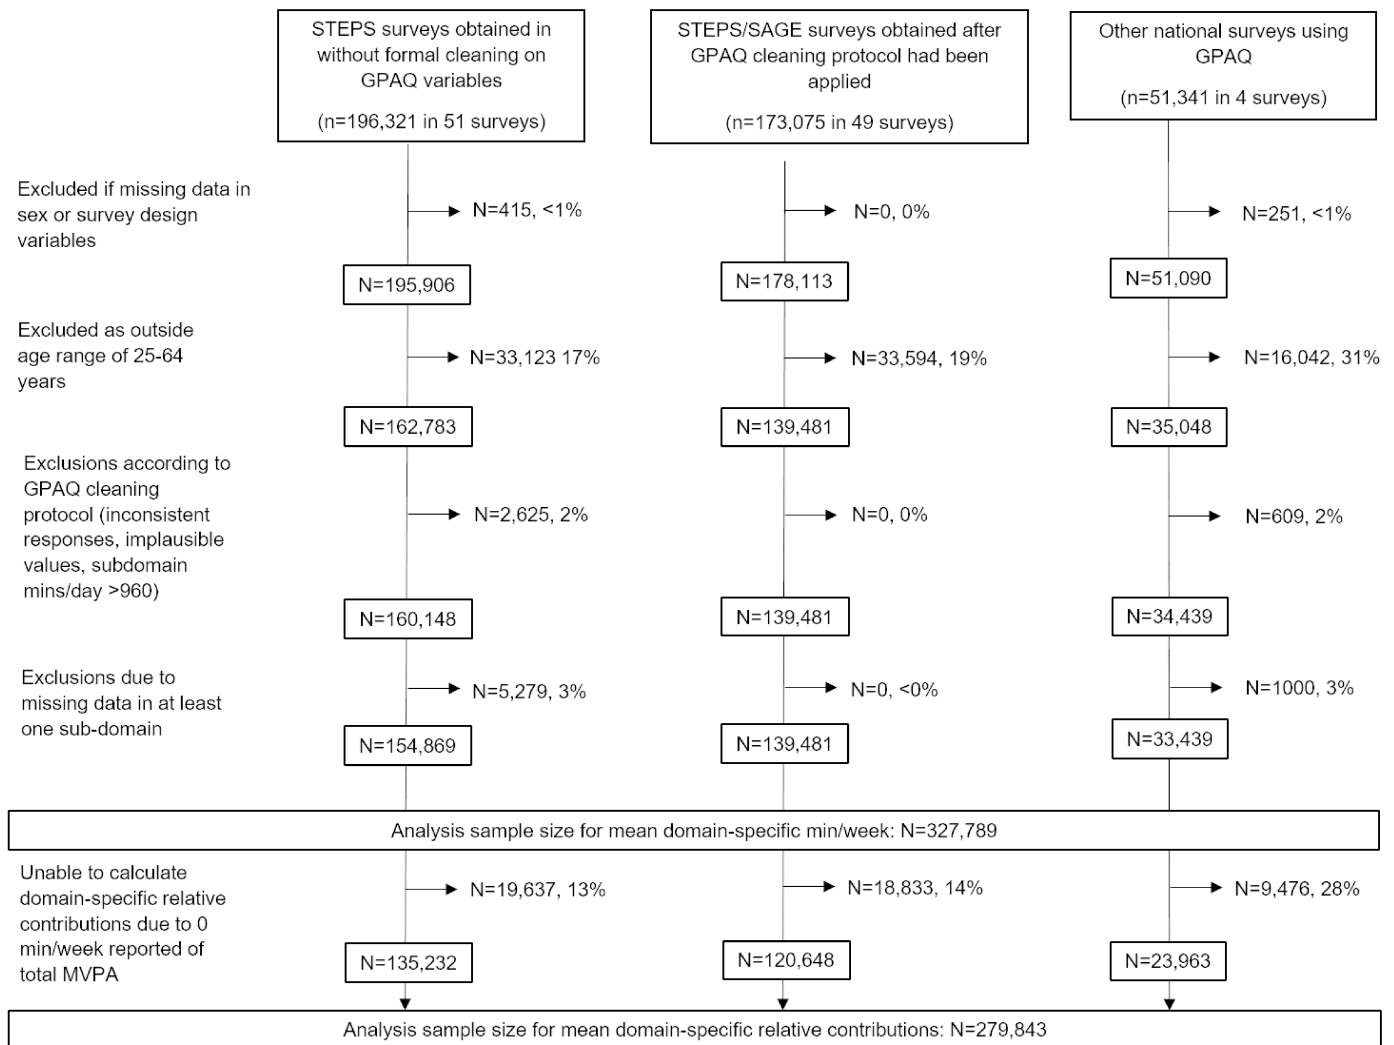 STEPS surveys obtained in
without formal cleaning on
GPAQ variables
(n=196,321 in 51 surveys)
STEPS/SAGE surveys obtained after
GPAQ cleaning protocol had been
applied
(n=173,075 in 49 surveys)
Other national surveys using
GPAQ
(n=51,341 in 4 surveys)
Excluded if missing data in
sex or survey design
variables
N=415, <1%
N=0, 0%
N=251, <1%
N=195,906
N=178,113
N=51,090
Excluded as outside
age range of 25-64
years
N=33,123 17%
N=33,594, 19%
N=16,042, 31%
N=162,783
N=139,481
N=35,048
Exclusions according to
GPAQ cleaning
protocol (inconsistent
responses, implausible
values, subdomain
mins/day >960)
N=2,625, 2%
N=0, 0%
N=609, 2%
N=160,148
N=139,481
N=34,439
Exclusions due to
missing data in at least
one sub-domain
N=5,279, 3%
N=0, <0%
N=1000, 3%
N=154,869
N=139,481
N=33,439
Analysis sample size for mean domain-specific min/week: N=327,789
Unable to calculate
domain-specific relative
contributions due to 0
min/week reported of
total MVPA
N=19,637, 13%
N=18,833, 14%
N=9,476, 28%
N=135,232
N=120,648
N=23,963
Analysis sample size for mean domain-specific relative contributions: N=279,843